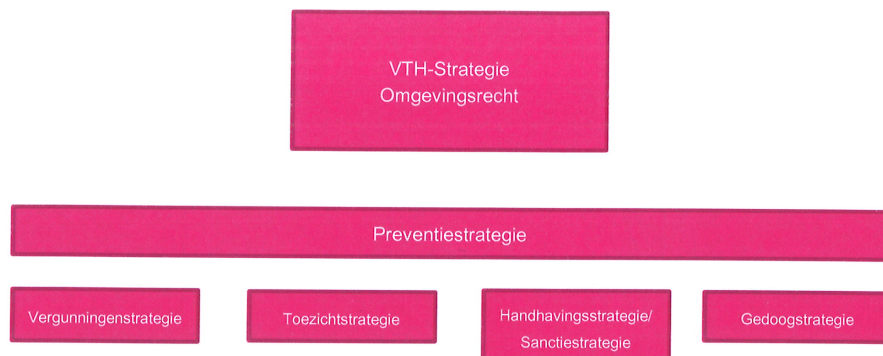 VTH-Strategie
Omgevingsrecht
Preventiestrategie
Vergunningenstrategie
Toezichtstrategie
Handhavingsstrategie/
Sanctiestrategie
Gedoogstrategie